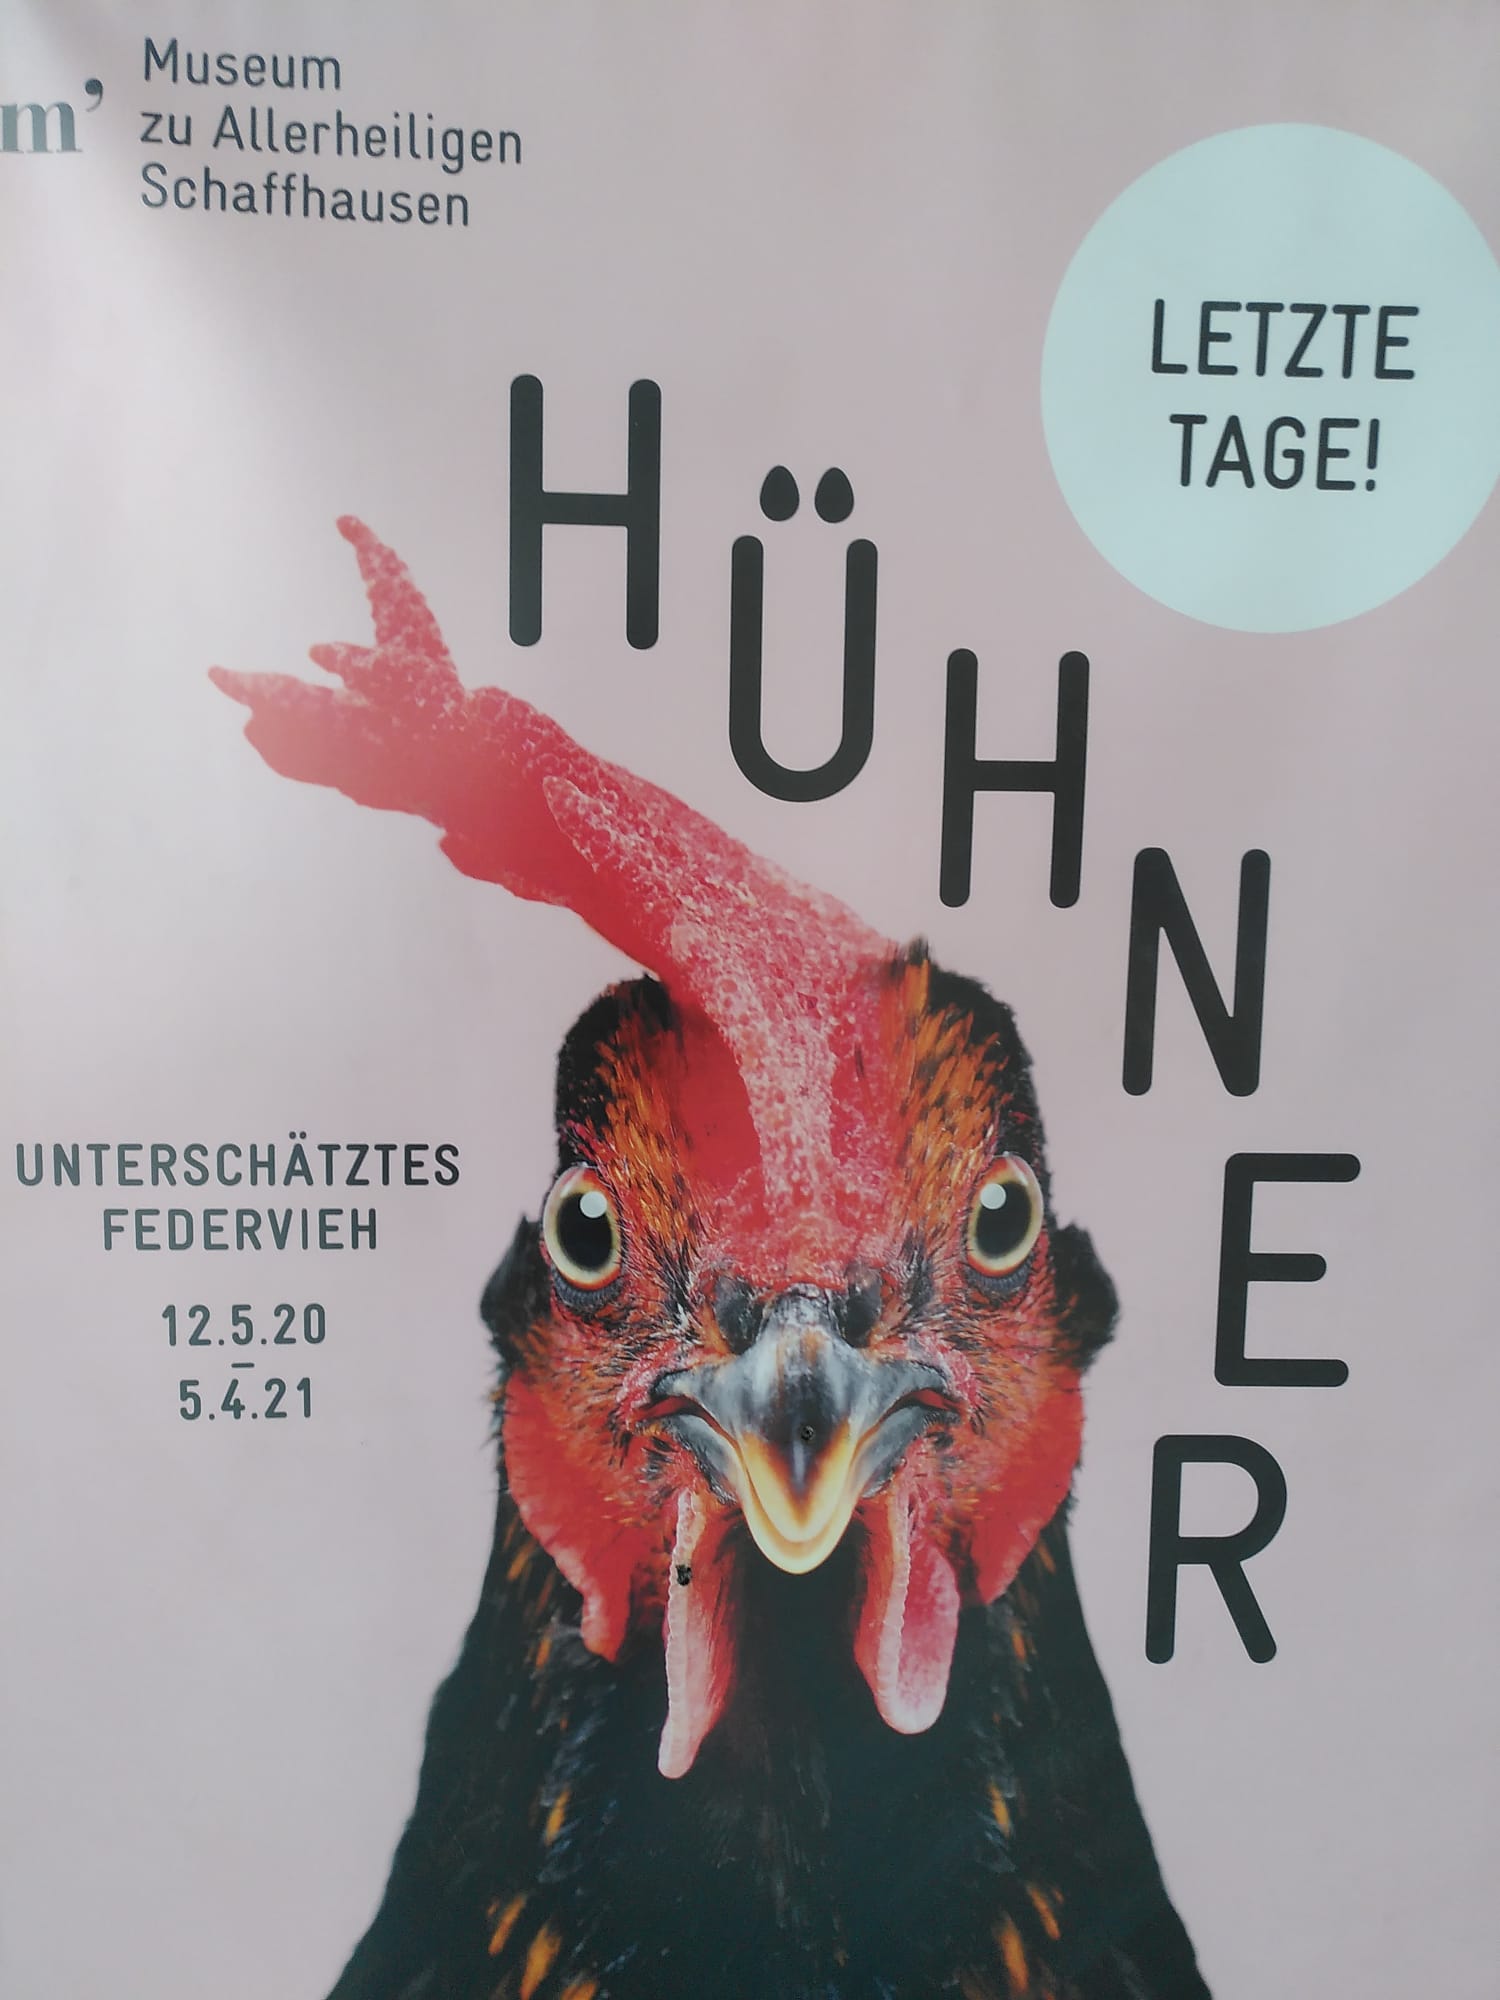 m’
Museum
zu Allerheiligen
Schaffhausen
LETZTE
TAGE!
HÜHNER
UNTERSCHÄTZTES
FEDERVIEH
12.5.20
–
5.4.21